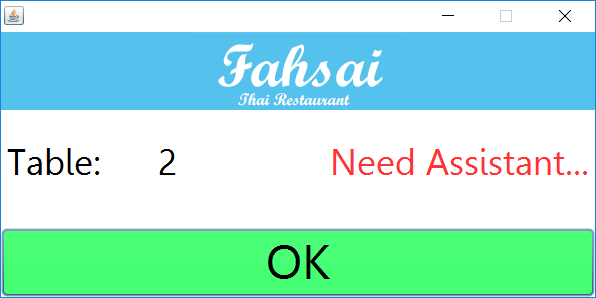 Fahsai
Thai Restaurant
Table: 2 Need Assistant...
OK